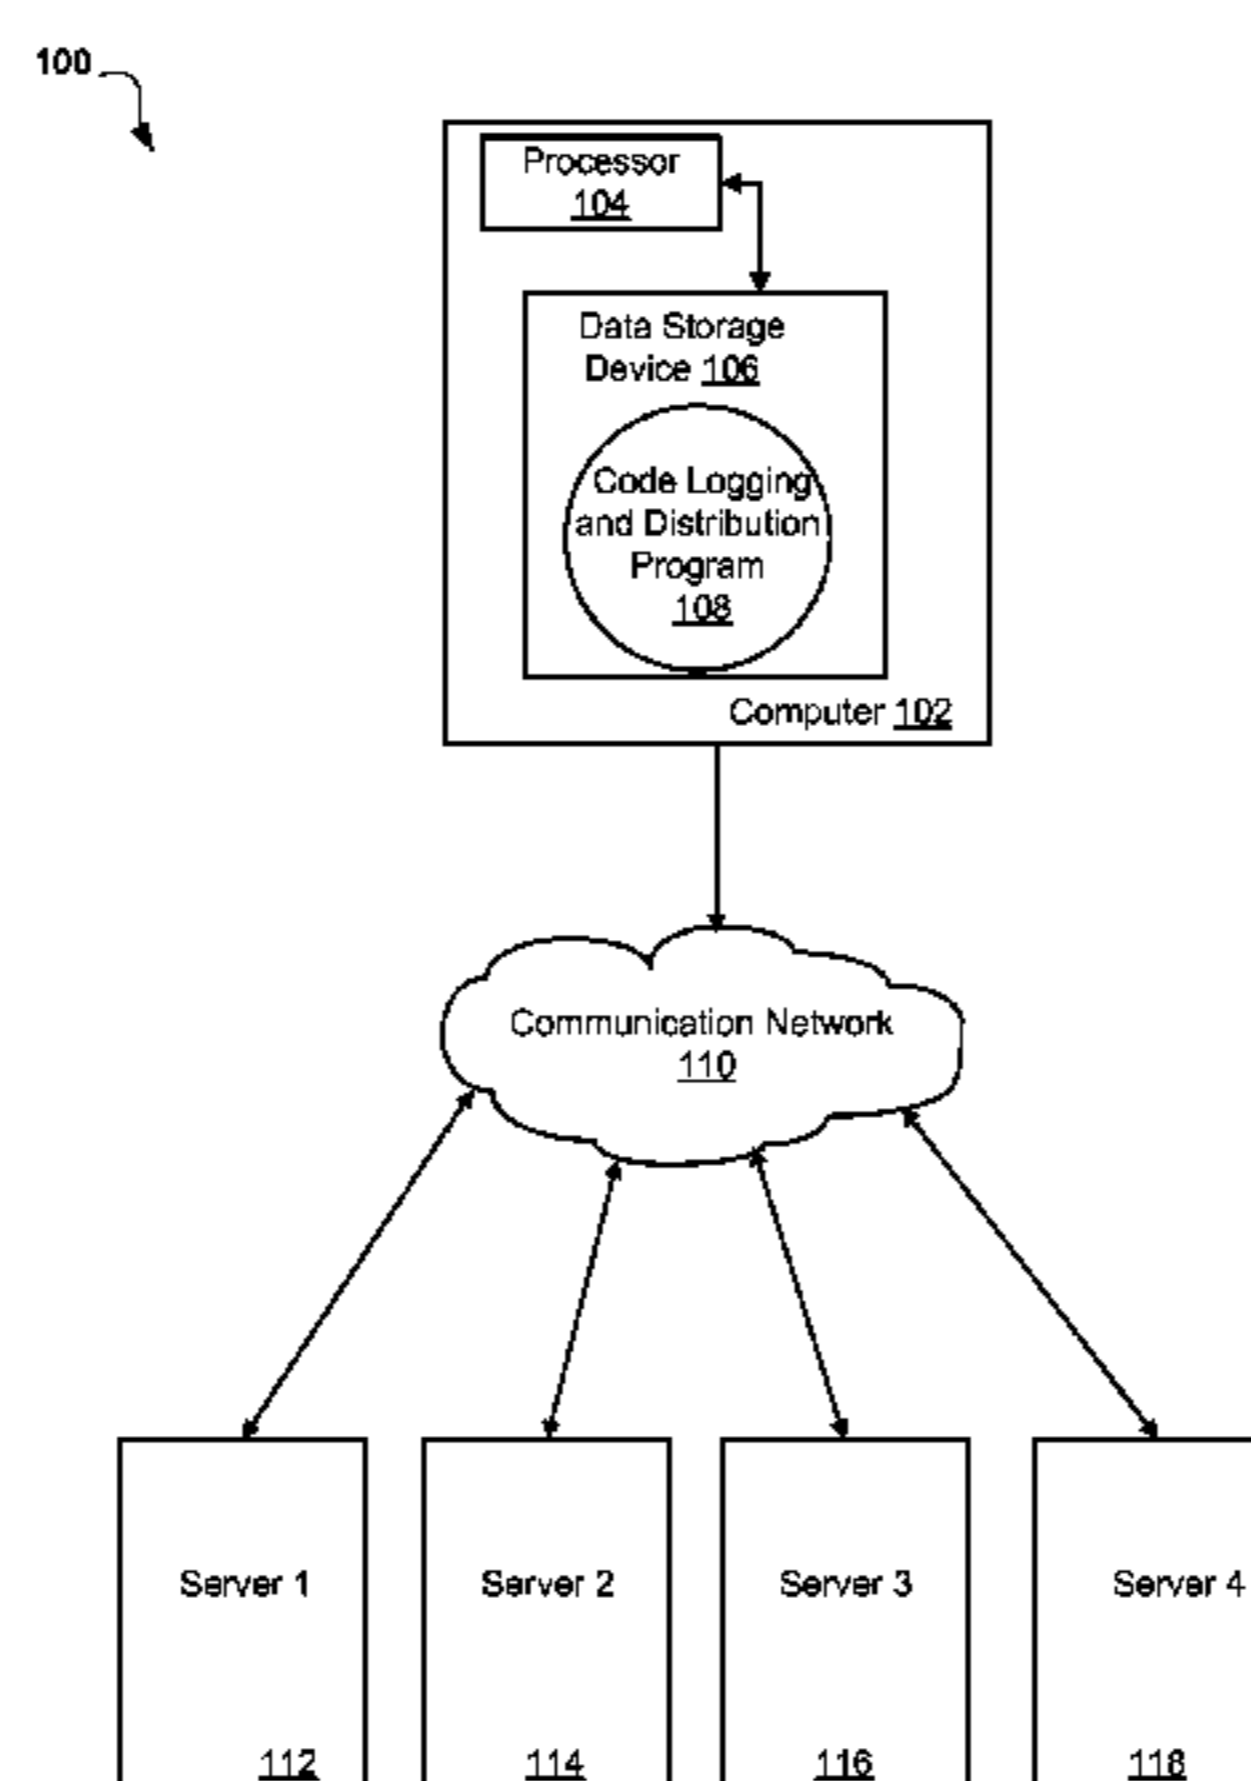 100
Processor
104
Data Storage
Device 106
Code Logging
and Distribution
Program
108
Computer 102
Communication Network
110
Server 1
Server 2
Server 3
Server 4
112
114
116
118